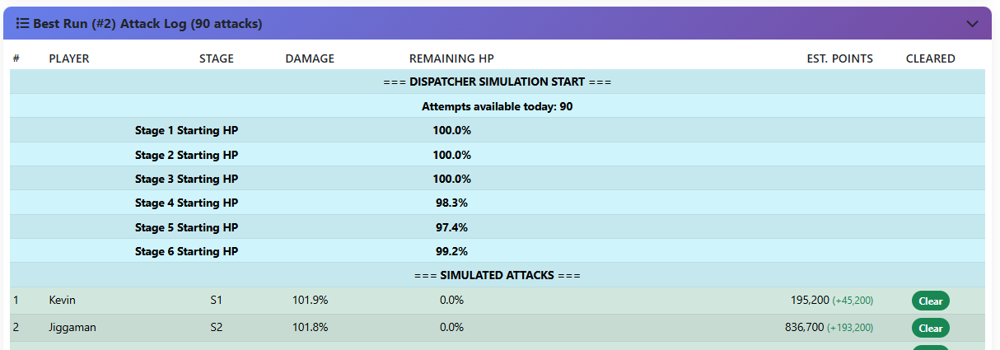 Best Run (#2) Attack Log (90 attacks)
# PLAYER STAGE DAMAGE REMAINING HP EST. POINTS CLEARED
=== DISPATCHER SIMULATION START ===
Attempts available today: 90
Stage 1 Starting HP 100.0%
Stage 2 Starting HP 100.0%
Stage 3 Starting HP 100.0%
Stage 4 Starting HP 98.3%
Stage 5 Starting HP 97.4%
Stage 6 Starting HP 99.2%
=== SIMULATED ATTACKS ===
1 Kevin S1 101.9% 0.0% 195,200 (+45,200) Clear
2 Jiggaman S2 101.8% 0.0% 836,700 (+193,200) Clear